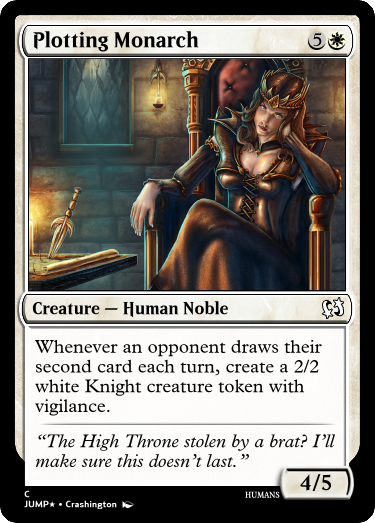 Plotting Monarch 5
Creature — Human Noble
Whenever an opponent draws their
second card each turn, create a 2/2
white Knight creature token with
vigilance.
“The High Throne stolen by a brat? I’ll
make sure this doesn’t last.”
HUMANS 4/5
C
JUMP★ • Crashington